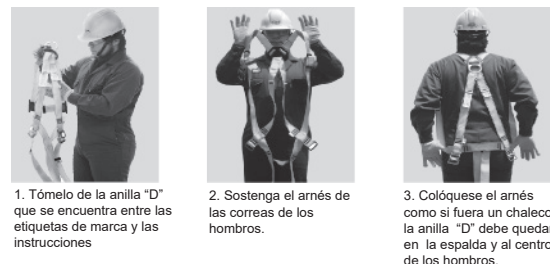 1. Tómelo de la anilla “D”
que se encuentra entre las
etiquetas de marca y las
instrucciones
2. Sostenga el arnés de
las correas de los
hombros.
3. Colóquese el arnés
como si fuera un chaleco
la anilla “D” debe quedar
en la espalda y al centro
de los hombros.